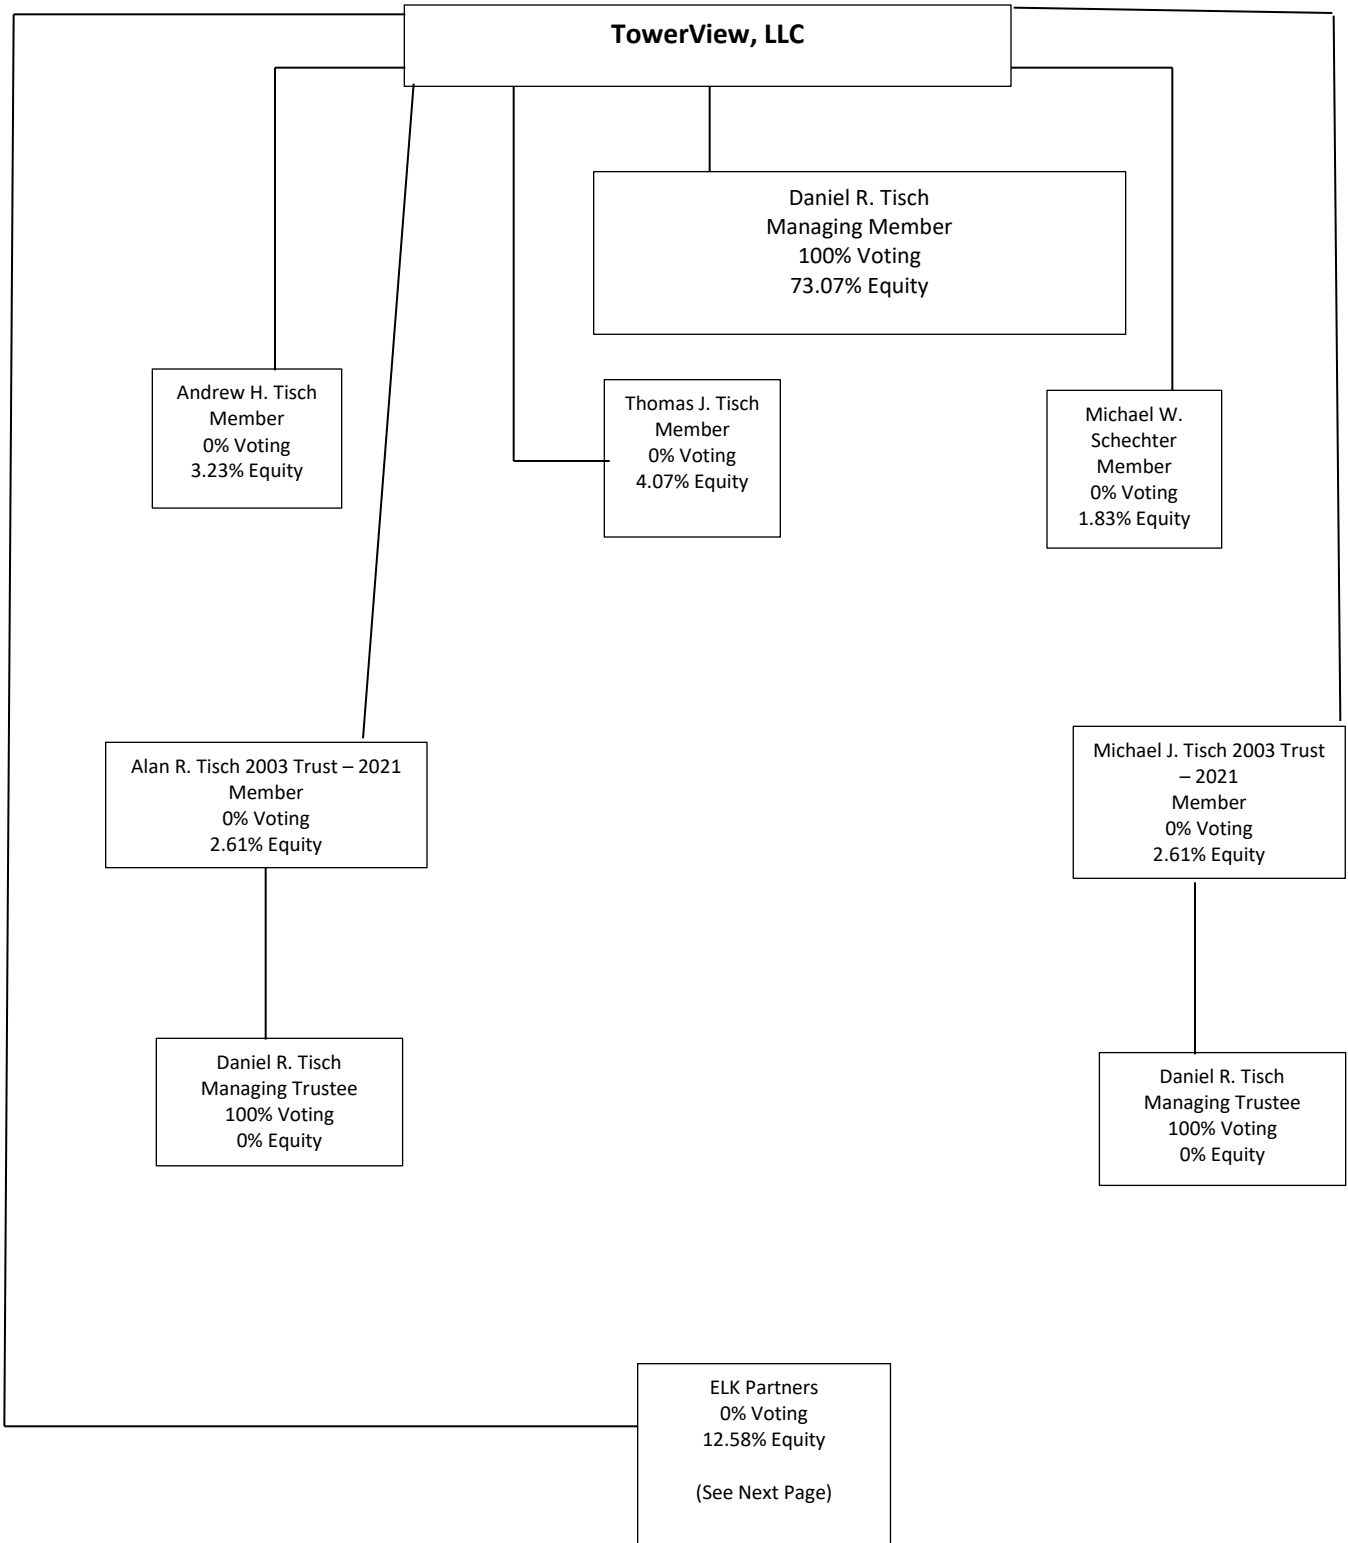 TowerView, LLC
Daniel R. Tisch
Managing Member
100% Voting
73.07% Equity
Andrew H. Tisch
Member
0% Voting
3.23% Equity
Thomas J. Tisch
Member
0% Voting
4.07% Equity
Michael W.
Schechter
Member
0% Voting
1.83% Equity
Alan R. Tisch 2003 Trust – 2021
Member
0% Voting
2.61% Equity
Michael J. Tisch 2003 Trust
– 2021
Member
0% Voting
2.61% Equity
Daniel R. Tisch
Managing Trustee
100% Voting
0% Equity
Daniel R. Tisch
Managing Trustee
100% Voting
0% Equity
ELK Partners
0% Voting
12.58% Equity
(See Next Page)